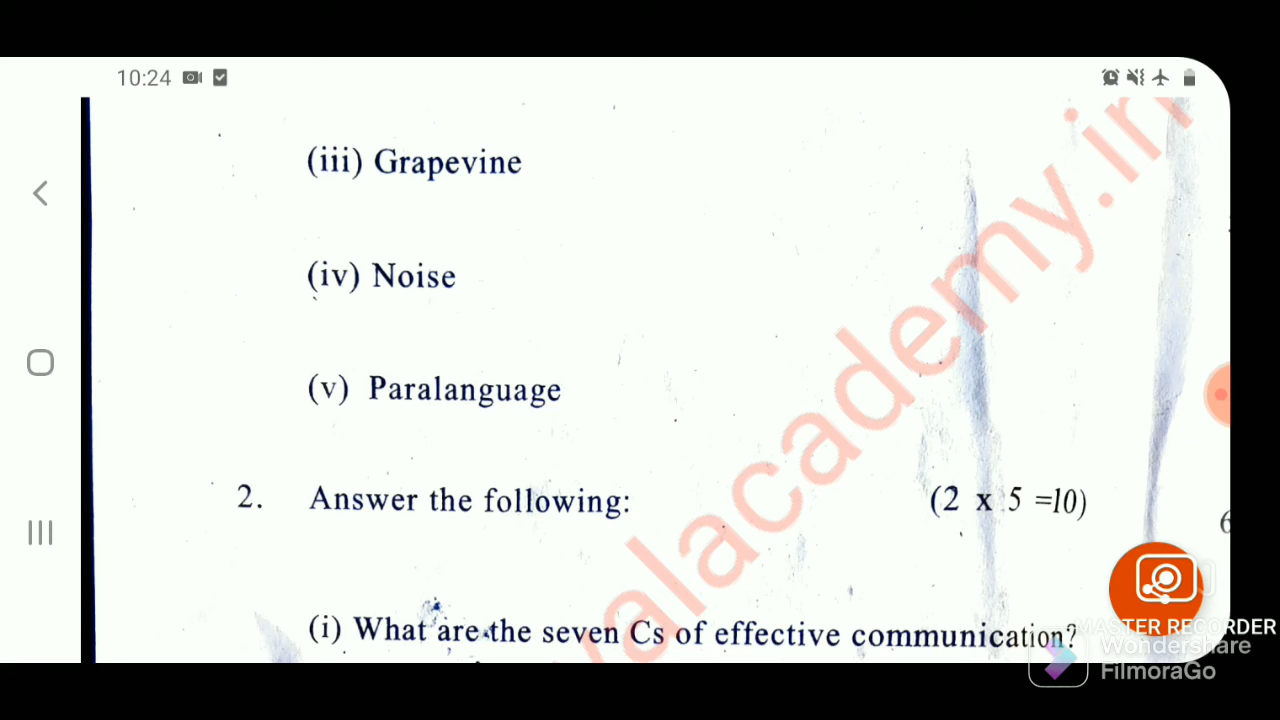 10:24
(iii) Grapevine
(iv) Noise
(v) Paralanguage
2. Answer the following: (2 x 5 =10)
6
(i) What are the seven Cs of effective communication?
alacademy.in
MASTER RECORDER
Wondershare
FilmoraGo